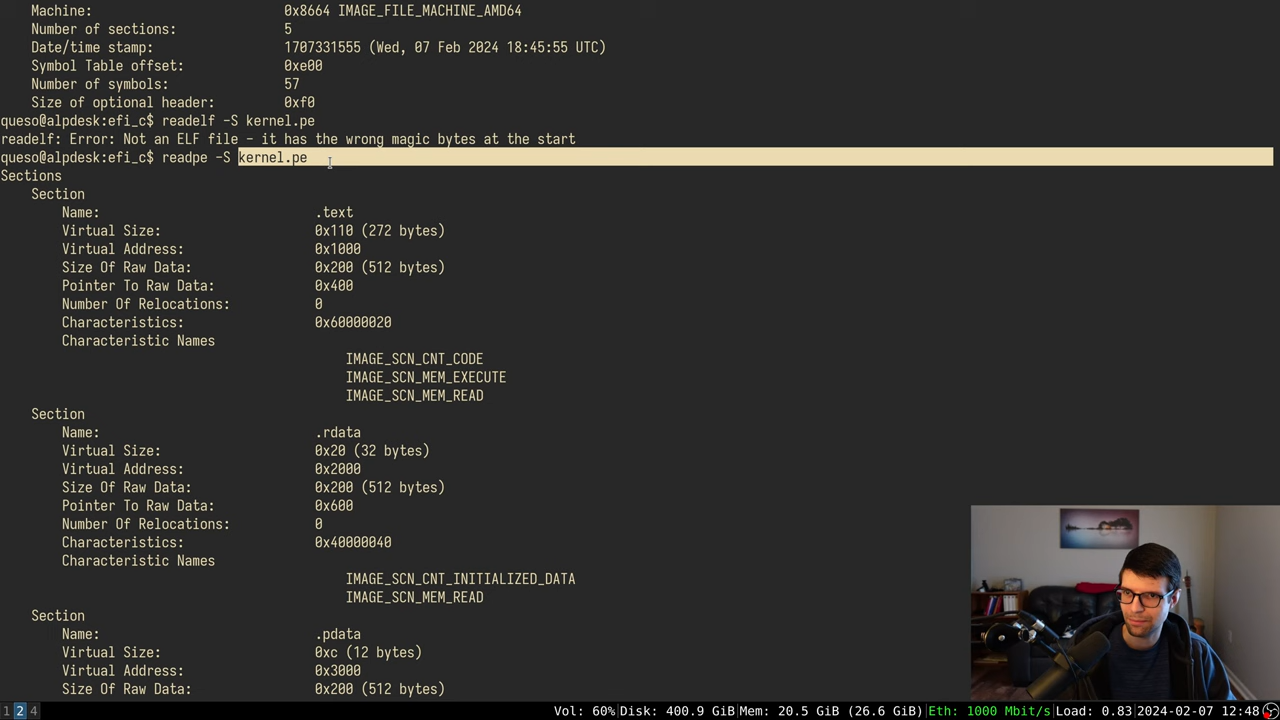 Machine: 0x8664 IMAGE_FILE_MACHINE_AMD64
Number of sections: 5
Date/time stamp: 1707331555 (Wed, 07 Feb 2024 18:45:55 UTC)
Symbol Table offset: 0xe00
Number of symbols: 57
Size of optional header: 0xf0
queso@alpdesk:efi_c$ readelf -S kernel.pe
readelf: Error: Not an ELF file - it has the wrong magic bytes at the start
queso@alpdesk:efi_c$ readpe -S kernel.pe
Sections
Section
Name: .text
Virtual Size: 0x110 (272 bytes)
Virtual Address: 0x1000
Size Of Raw Data: 0x200 (512 bytes)
Pointer To Raw Data: 0x400
Number Of Relocations: 0
Characteristics: 0x60000020
Characteristic Names
IMAGE_SCN_CNT_CODE
IMAGE_SCN_MEM_EXECUTE
IMAGE_SCN_MEM_READ
Section
Name: .rdata
Virtual Size: 0x20 (32 bytes)
Virtual Address: 0x2000
Size Of Raw Data: 0x200 (512 bytes)
Pointer To Raw Data: 0x600
Number Of Relocations: 0
Characteristics: 0x40000040
Characteristic Names
IMAGE_SCN_CNT_INITIALIZED_DATA
IMAGE_SCN_MEM_READ
Section
Name: .pdata
Virtual Size: 0xc (12 bytes)
Virtual Address: 0x3000
Size Of Raw Data: 0x200 (512 bytes)
1 2 4 Vol: 60%|Disk: 400.9 GiB|Mem: 20.5 GiB (26.6 GiB)|Eth: 1000 Mbit/s|Load: 0.83|2024-02-07 12:48